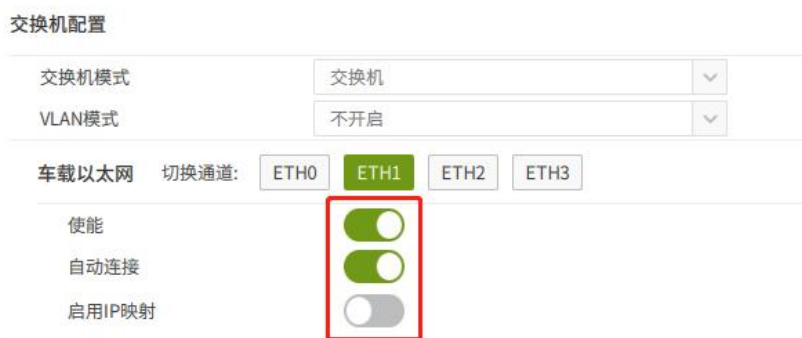 交换机配置
交换机模式 交换机
VLAN模式 不开启
车载以太网 切换通道: ETH0 ETH1 ETH2 ETH3
使能
自动连接
启用IP映射